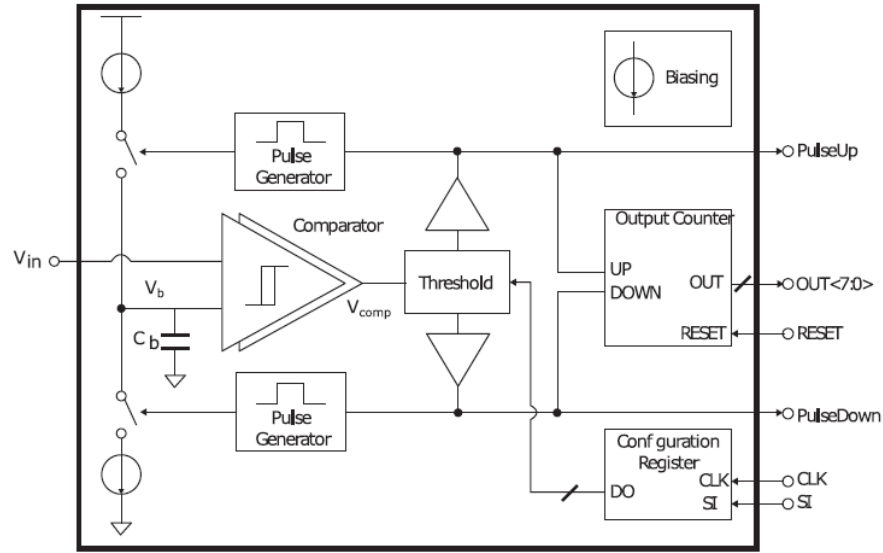 Biasing
Pulse
Generator
PulseUp
Comparator
Output Counter
Vin
UP
DOWN
OUT
OUT<7:0>
Threshold
Vb
Vcomp
Cb
RESET
RESET
Pulse
Generator
PulseDown
Conf guration
Register
CLK
CLK
DO
SI
SI